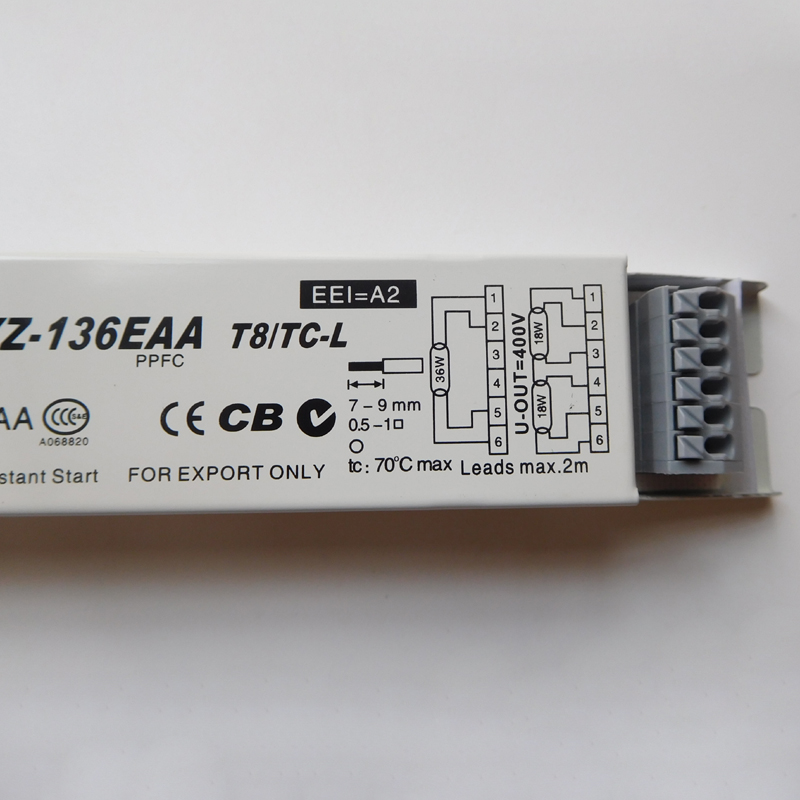 EEI=A2
YZ-136EAA T8/TC-L
PPFC
7-9 mm
0.5-1□
AA CCC S&E
A068820
CE CB
stant Start
FOR EXPORT ONLY
tc: 70°C max
Leads max.2m
36W
1
2
3
4
5
6
U-OUT=400V
18W
18W
1
2
3
4
5
6